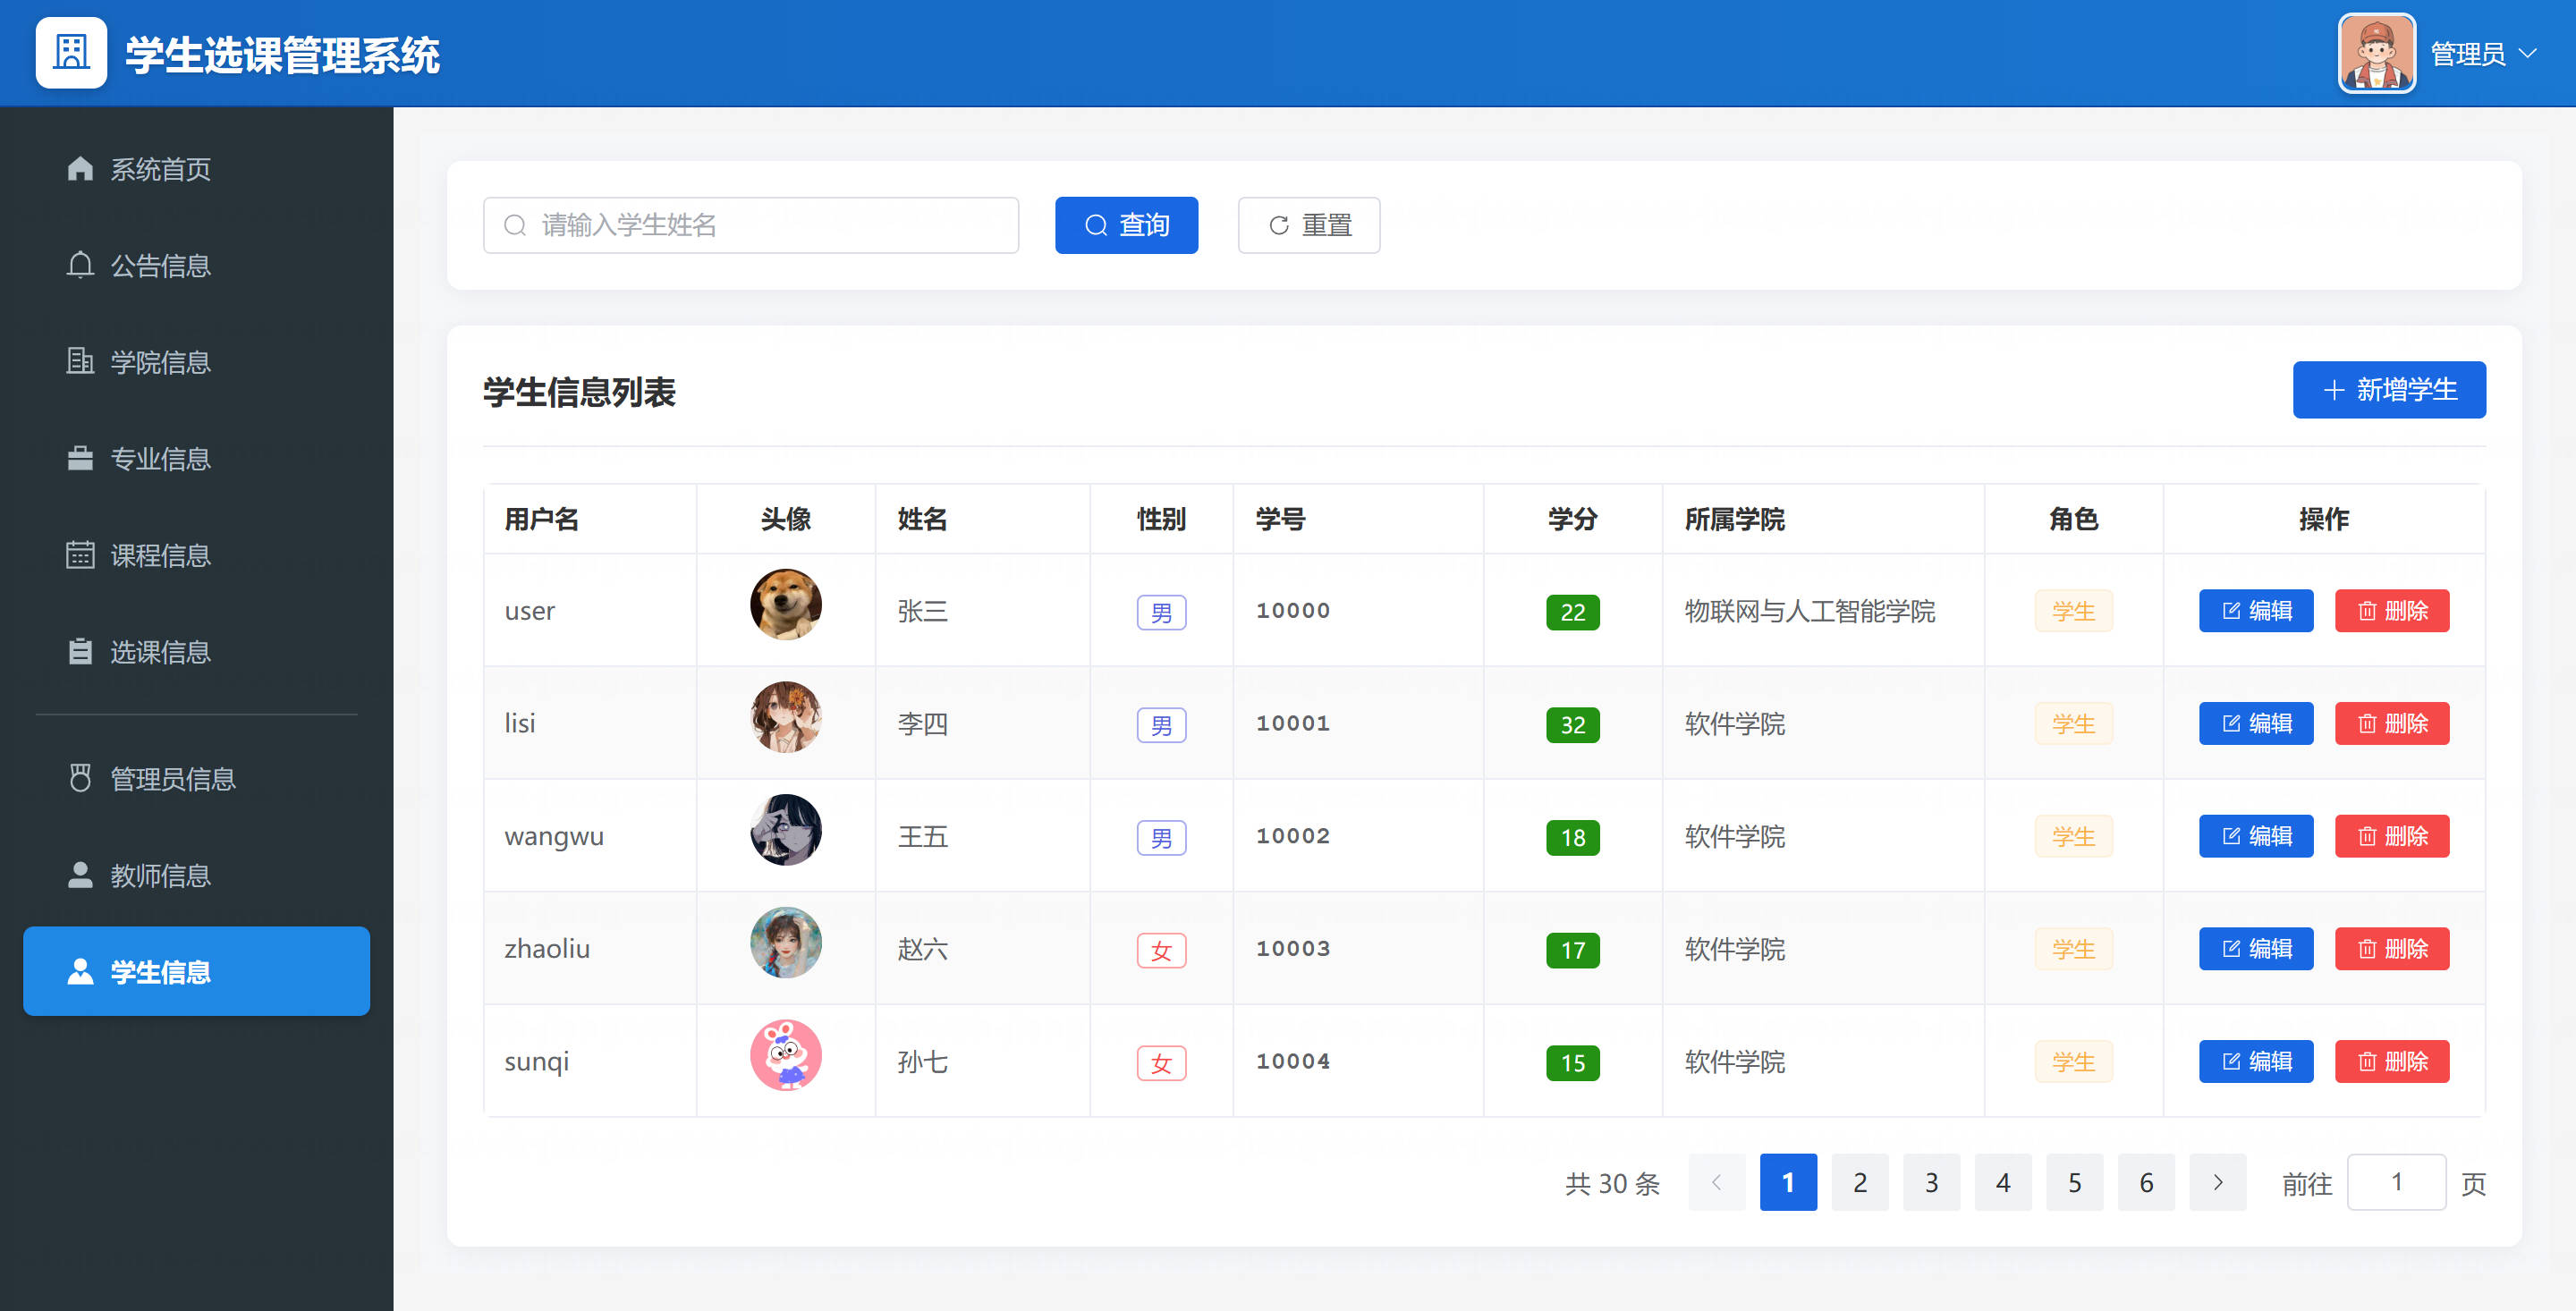 学生选课管理系统
管理员
系统首页
公告信息
学院信息
专业信息
课程信息
选课信息
管理员信息
教师信息
学生信息
请输入学生姓名 查询 重置
学生信息列表 新增学生
用户名 头像 姓名 性别 学号 学分 所属学院 角色 操作
user 张三 男 10000 22 物联网与人工智能学院 学生 编辑 删除
lisi 李四 男 10001 32 软件学院 学生 编辑 删除
wangwu 王五 男 10002 18 软件学院 学生 编辑 删除
zhaoliu 赵六 女 10003 17 软件学院 学生 编辑 删除
sunqi 孙七 女 10004 15 软件学院 学生 编辑 删除
共 30 条 1 2 3 4 5 6 前往 1 页